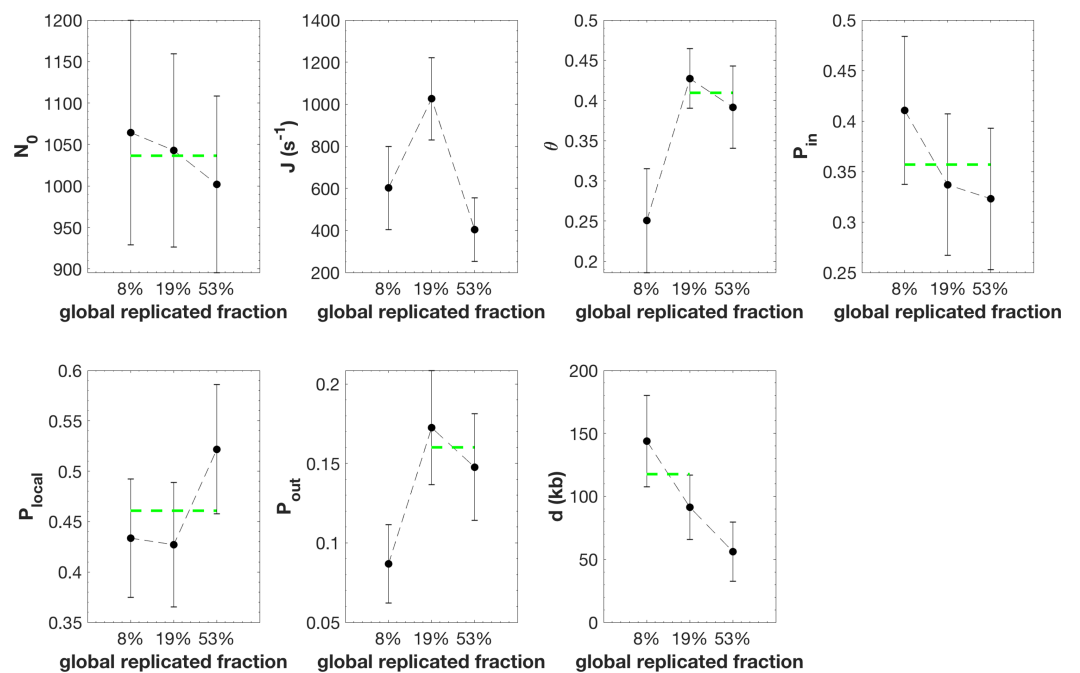 1200
1150
1100
1050
1000
950
900
N₀
8% 19% 53%
global replicated fraction
1400
1200
1000
800
600
400
200
J (s⁻¹)
8% 19% 53%
global replicated fraction
0.5
0.45
0.4
0.35
0.3
0.25
0.2
θ
8% 19% 53%
global replicated fraction
0.5
0.45
0.4
0.35
0.3
0.25
P_in
8% 19% 53%
global replicated fraction
0.6
0.55
0.5
0.45
0.4
0.35
P_local
8% 19% 53%
global replicated fraction
0.2
0.15
0.1
0.05
P_out
8% 19% 53%
global replicated fraction
200
150
100
50
0
d (kb)
8% 19% 53%
global replicated fraction